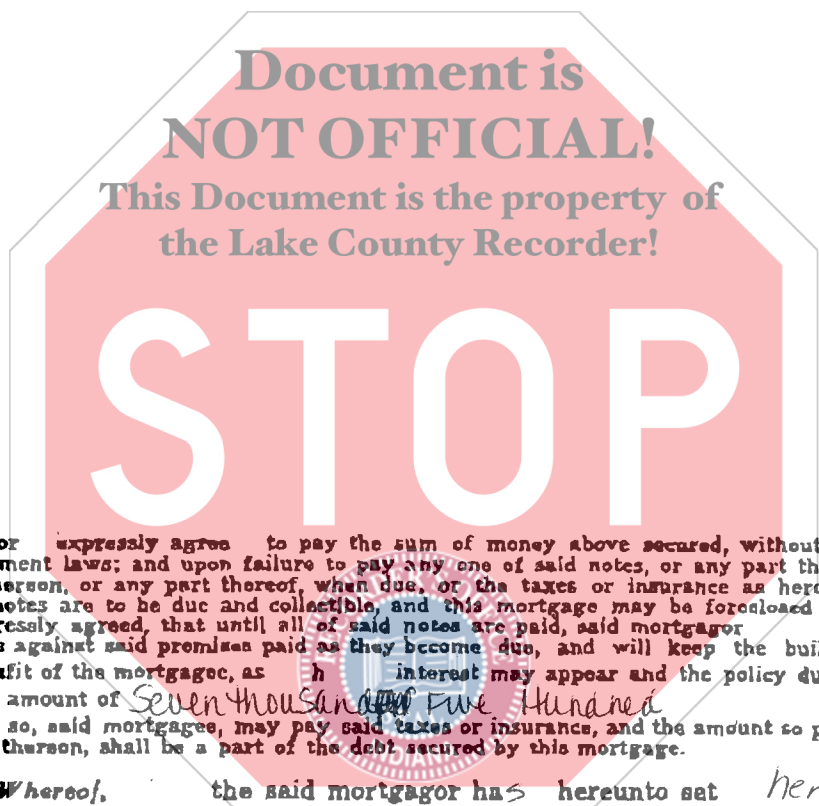 Document is
NOT OFFICIAL!
This Document is the property of
the Lake County Recorder!
STOP
or expressly agree to pay the sum of money above secured, without
ment laws; and upon failure to pay any one of said notes, or any part th
ereon, or any part thereof, when due, or the taxes or insurance as here
otes are to be due and collectible, and this mortgage may be foreclosed
ressly agreed, that until all of said notes are paid, said mortgagor
s against said premises paid as they become due, and will keep the buil
fit of the mortgagee, as h interest may appear and the policy du
amount of Seven thousand Five Hundred
so, said mortgagee, may pay said taxes or insurance, and the amount so p
thereon, shall be a part of the debt secured by this mortgage.
Whereof, the said mortgagor has hereunto set her